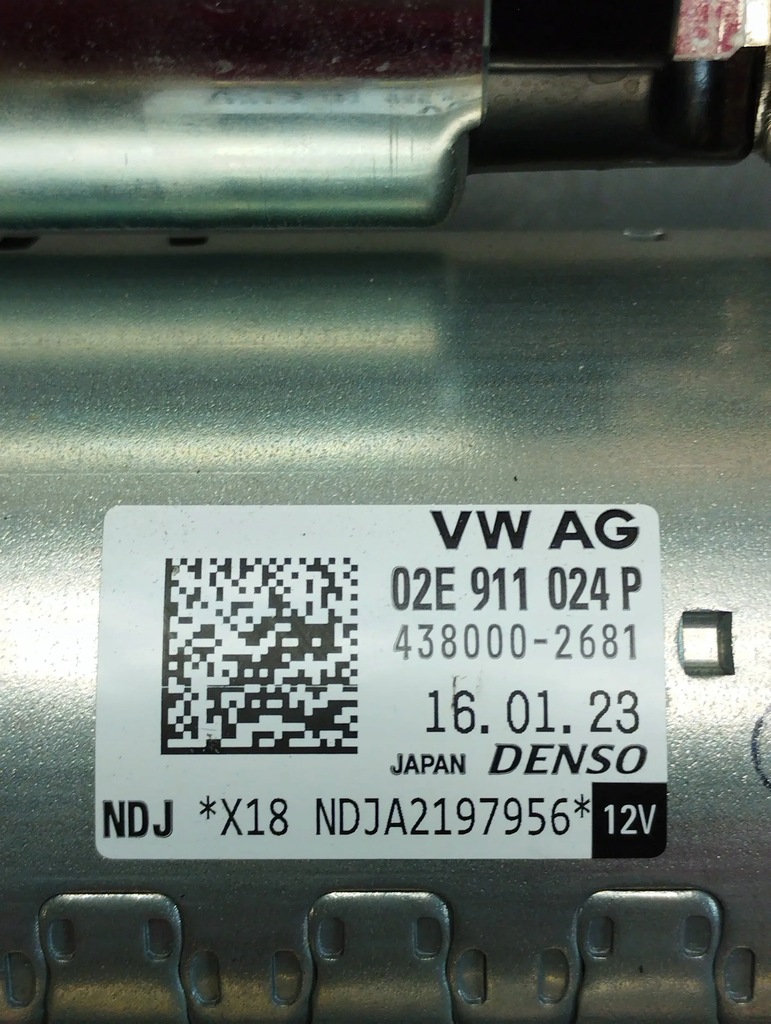 VW AG
02E 911 024 P
438000-2681
16.01.23
JAPAN DENSO
NDJ *X18 NDJA2197956* 12V